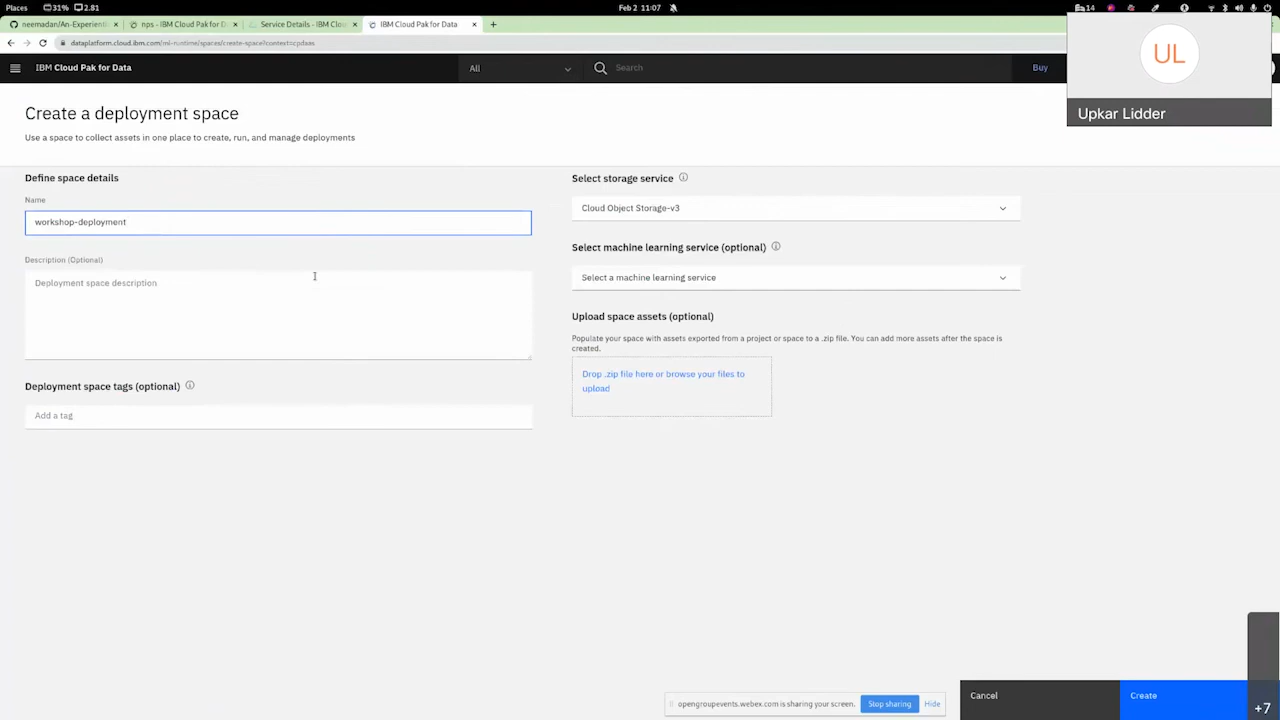 Places
31%
2.81
Feb 2 11:07
14
neemadan/An-Experienti
nps - IBM Cloud Pak for D
Service Details - IBM Clou
IBM Cloud Pak for Data
dataplatform.cloud.ibm.com/ml-runtime/spaces/create-space?context=cpdaas
IBM Cloud Pak for Data
All
Search
Buy
UL
Upkar Lidder
Create a deployment space
Use a space to collect assets in one place to create, run, and manage deployments
Define space details
Name
workshop-deployment
Description (Optional)
Deployment space description
Deployment space tags (optional)
Add a tag
Select storage service
Cloud Object Storage-v3
Select machine learning service (optional)
Select a machine learning service
Upload space assets (optional)
Populate your space with assets exported from a project or space to a .zip file. You can add more assets after the space is
created.
Drop .zip file here or browse your files to
upload
opengroupevents.webex.com is sharing your screen.
Stop sharing
Hide
Cancel
Create
+7